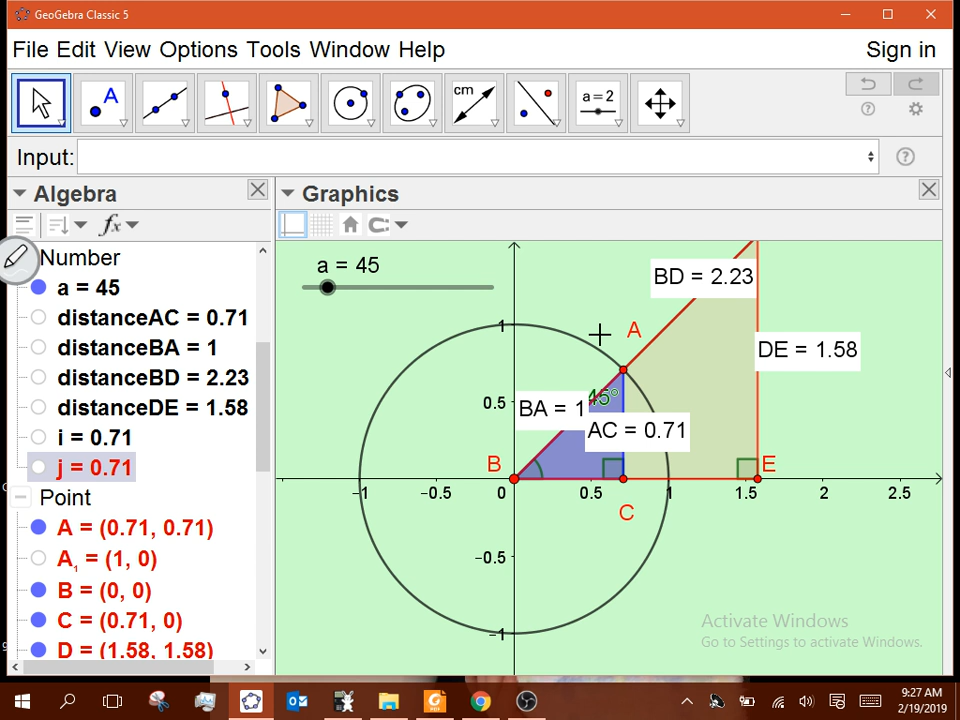 GeoGebra Classic 5
File Edit View Options Tools Window Help
Sign in
A
cm
a = 2
Input:
Algebra
Graphics
fx
Number
a = 45
distanceAC = 0.71
distanceBA = 1
distanceBD = 2.23
distanceDE = 1.58
i = 0.71
j = 0.71
Point
A = (0.71, 0.71)
A₁ = (1, 0)
B = (0, 0)
C = (0.71, 0)
D = (1.58, 1.58)
a = 45
BD = 2.23
1
A
DE = 1.58
0.5
BA = 1
45°
AC = 0.71
B
E
−1
−0.5
0
0.5
1
1.5
2
2.5
C
−0.5
−1
Activate Windows
Go to Settings to activate Windows.
9:27 AM
2/19/2019